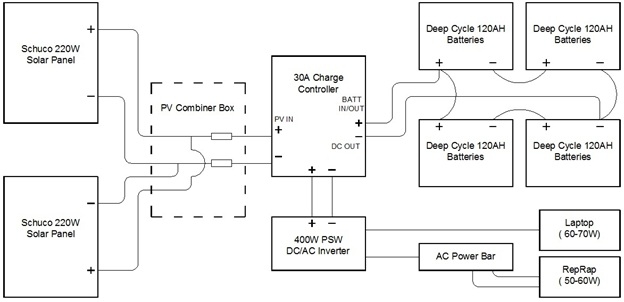 Schuco 220W
Solar Panel
+
−
PV Combiner Box
30A Charge
Controller
BATT
IN/OUT
PV IN
+
−
+
−
DC OUT
+ −
Deep Cycle 120AH
Batteries
+ −
Deep Cycle 120AH
Batteries
+ −
+ −
Deep Cycle 120AH
Batteries
+ −
Deep Cycle 120AH
Batteries
Schuco 220W
Solar Panel
−
+
+ −
400W PSW
DC/AC Inverter
AC Power Bar
Laptop
( 60-70W)
RepRap
( 50-60W)